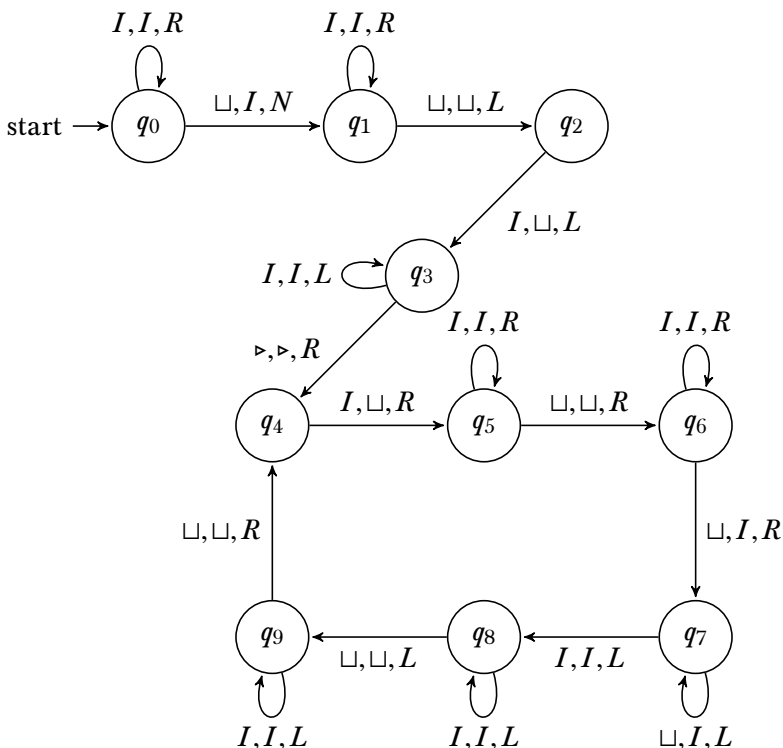 I, I, R I, I, R
start q0 ⊔, I, N q1 ⊔, ⊔, L q2
I, ⊔, L
I, I, L q3
▹, ▹, R I, I, R I, I, R
q4 I, ⊔, R q5 ⊔, ⊔, R q6
⊔, ⊔, R ⊔, I, R
q9 ⊔, ⊔, L q8 I, I, L q7
I, I, L I, I, L ⊔, I, L